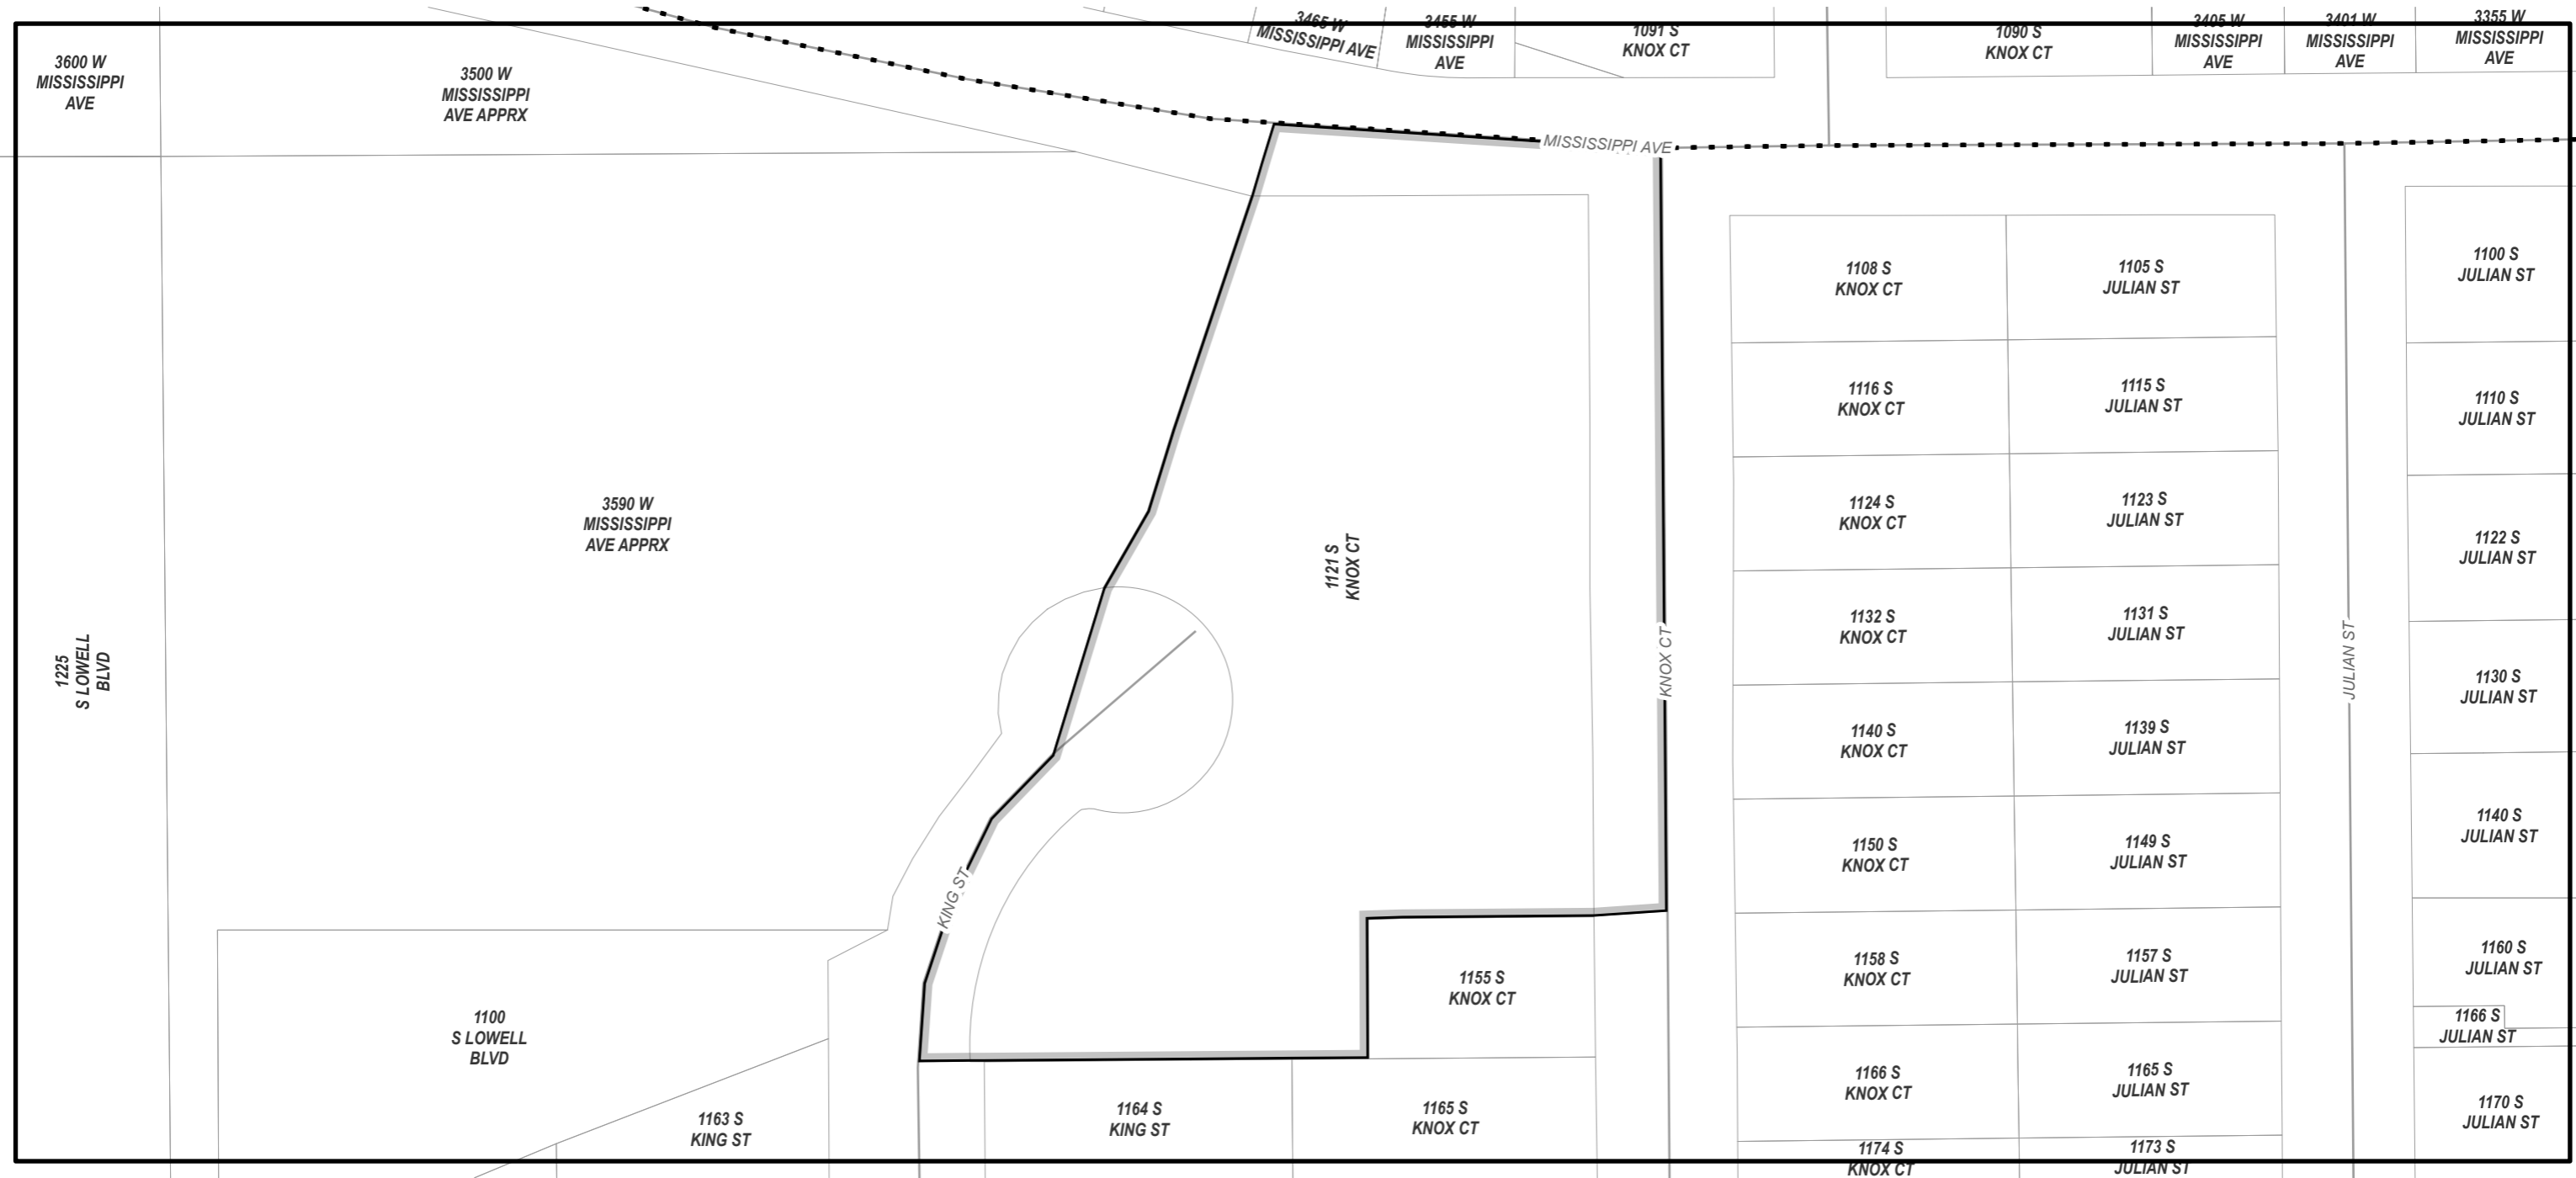 3600 W
MISSISSIPPI
AVE
3500 W
MISSISSIPPI
AVE APPRX
3465 W
MISSISSIPPI AVE
3455 W
MISSISSIPPI
AVE
1091 S
KNOX CT
1090 S
KNOX CT
3405 W
MISSISSIPPI
AVE
3401 W
MISSISSIPPI
AVE
3355 W
MISSISSIPPI
AVE
MISSISSIPPI AVE
1108 S
KNOX CT
1105 S
JULIAN ST
1100 S
JULIAN ST
1116 S
KNOX CT
1115 S
JULIAN ST
1110 S
JULIAN ST
3590 W
MISSISSIPPI
AVE APPRX
1121 S
KNOX CT
1124 S
KNOX CT
1123 S
JULIAN ST
1122 S
JULIAN ST
1225
S LOWELL
BLVD
KNOX CT
1132 S
KNOX CT
1131 S
JULIAN ST
JULIAN ST
1130 S
JULIAN ST
1140 S
KNOX CT
1139 S
JULIAN ST
1140 S
JULIAN ST
KING ST
1150 S
KNOX CT
1149 S
JULIAN ST
1155 S
KNOX CT
1158 S
KNOX CT
1157 S
JULIAN ST
1160 S
JULIAN ST
1100
S LOWELL
BLVD
1166 S
JULIAN ST
1163 S
KING ST
1164 S
KING ST
1165 S
KNOX CT
1166 S
KNOX CT
1165 S
JULIAN ST
1170 S
JULIAN ST
1174 S
KNOX CT
1173 S
JULIAN ST